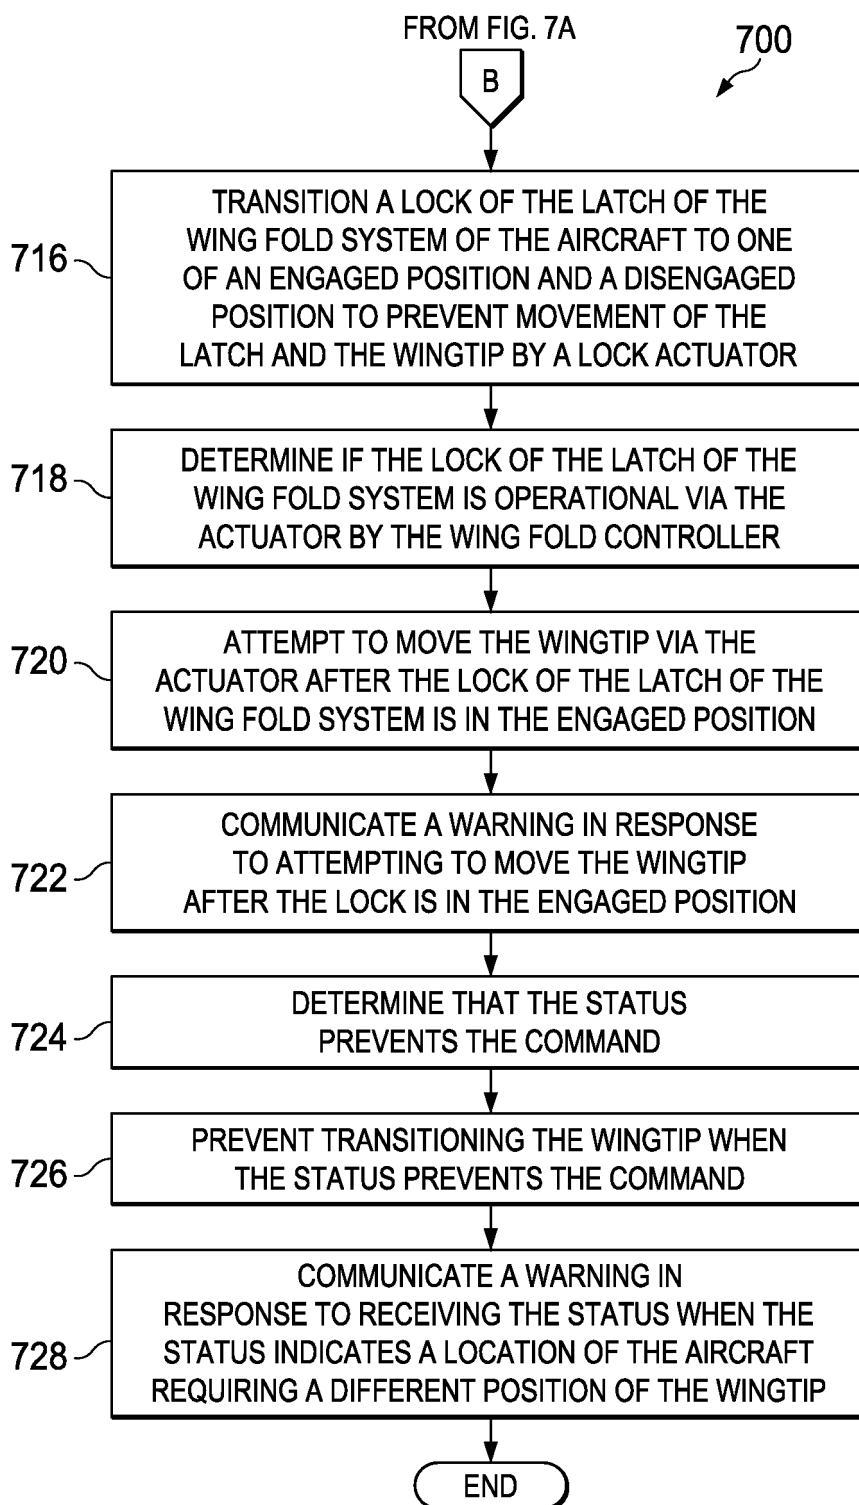 FROM FIG. 7A
700
B
TRANSITION A LOCK OF THE LATCH OF THE
WING FOLD SYSTEM OF THE AIRCRAFT TO ONE
OF AN ENGAGED POSITION AND A DISENGAGED
POSITION TO PREVENT MOVEMENT OF THE
LATCH AND THE WINGTIP BY A LOCK ACTUATOR
716
DETERMINE IF THE LOCK OF THE LATCH OF THE
WING FOLD SYSTEM IS OPERATIONAL VIA THE
ACTUATOR BY THE WING FOLD CONTROLLER
718
ATTEMPT TO MOVE THE WINGTIP VIA THE
ACTUATOR AFTER THE LOCK OF THE LATCH OF THE
WING FOLD SYSTEM IS IN THE ENGAGED POSITION
720
COMMUNICATE A WARNING IN RESPONSE
TO ATTEMPTING TO MOVE THE WINGTIP
AFTER THE LOCK IS IN THE ENGAGED POSITION
722
DETERMINE THAT THE STATUS
PREVENTS THE COMMAND
724
PREVENT TRANSITIONING THE WINGTIP WHEN
THE STATUS PREVENTS THE COMMAND
726
COMMUNICATE A WARNING IN
RESPONSE TO RECEIVING THE STATUS WHEN THE
STATUS INDICATES A LOCATION OF THE AIRCRAFT
REQUIRING A DIFFERENT POSITION OF THE WINGTIP
728
END